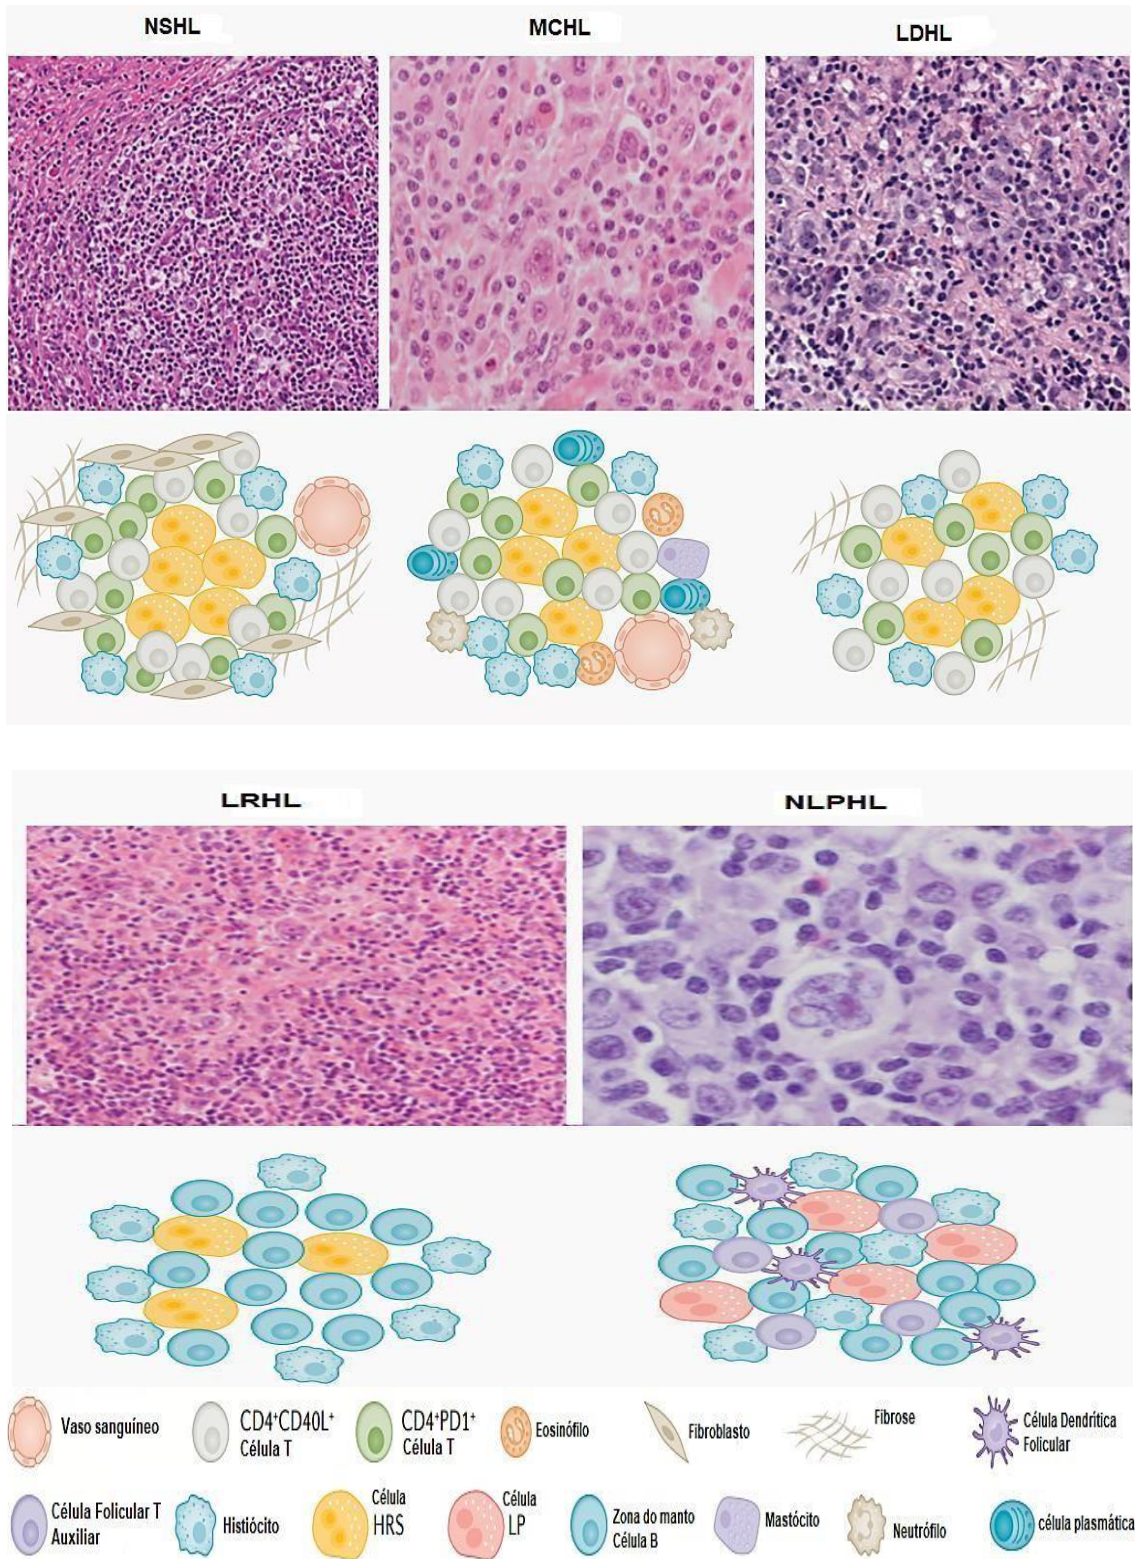 NSHL
MCHL
LDHL
LRHL
NLPHL
Vaso sanguíneo
CD4⁺CD40L⁺
Célula T
CD4⁺PD1⁺
Célula T
Eosinófilo
Fibroblasto
Fibrose
Célula Dendrítica
Folicular
Célula Folicular T
Auxiliar
Histiócito
Célula
HRS
Célula
LP
Zona do manto
Célula B
Mastócito
Neutrófilo
célula plasmática